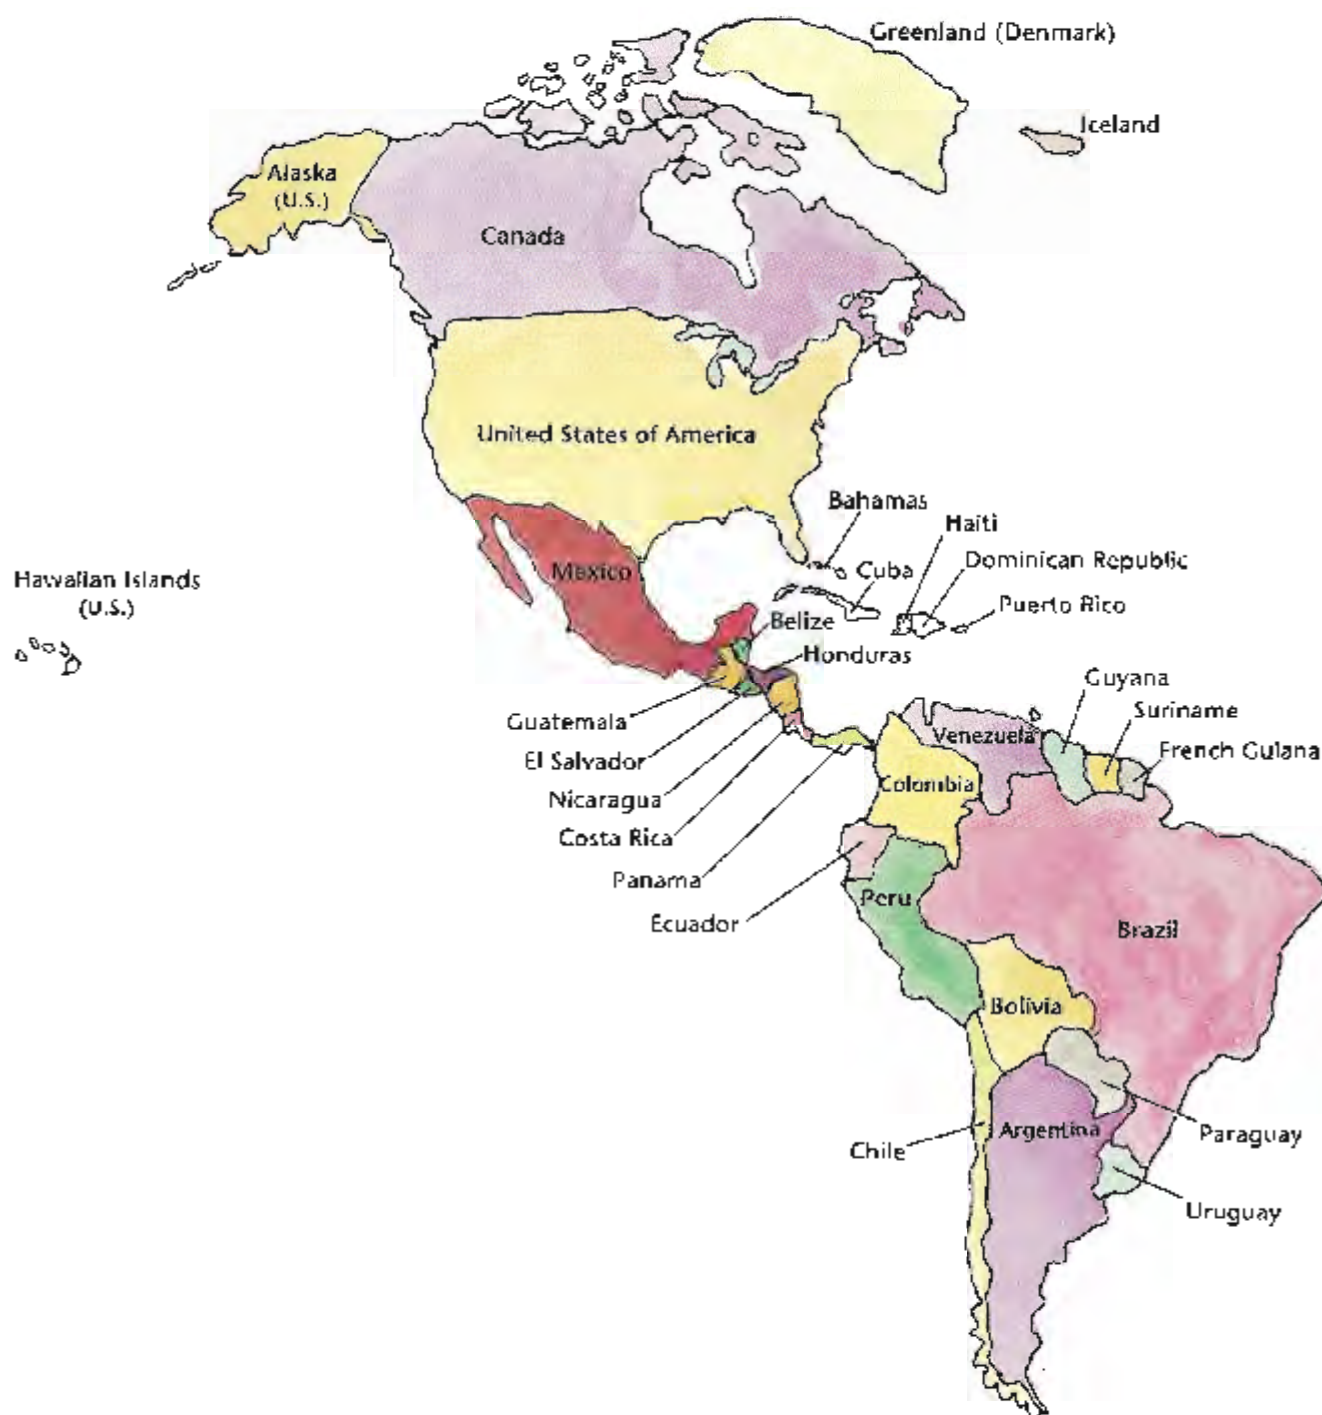 Greenland (Denmark)
Iceland
Alaska
(U.S.)
Canada
United States of America
Bahamas
Haiti
Dominican Republic
Cuba
Puerto Rico
Hawaiian Islands
(U.S.)
Mexico
Belize
Honduras
Guatemala
El Salvador
Nicaragua
Costa Rica
Panama
Ecuador
Guyana
Suriname
French Guiana
Venezuela
Colombia
Peru
Brazil
Bolivia
Chile
Argentina
Paraguay
Uruguay